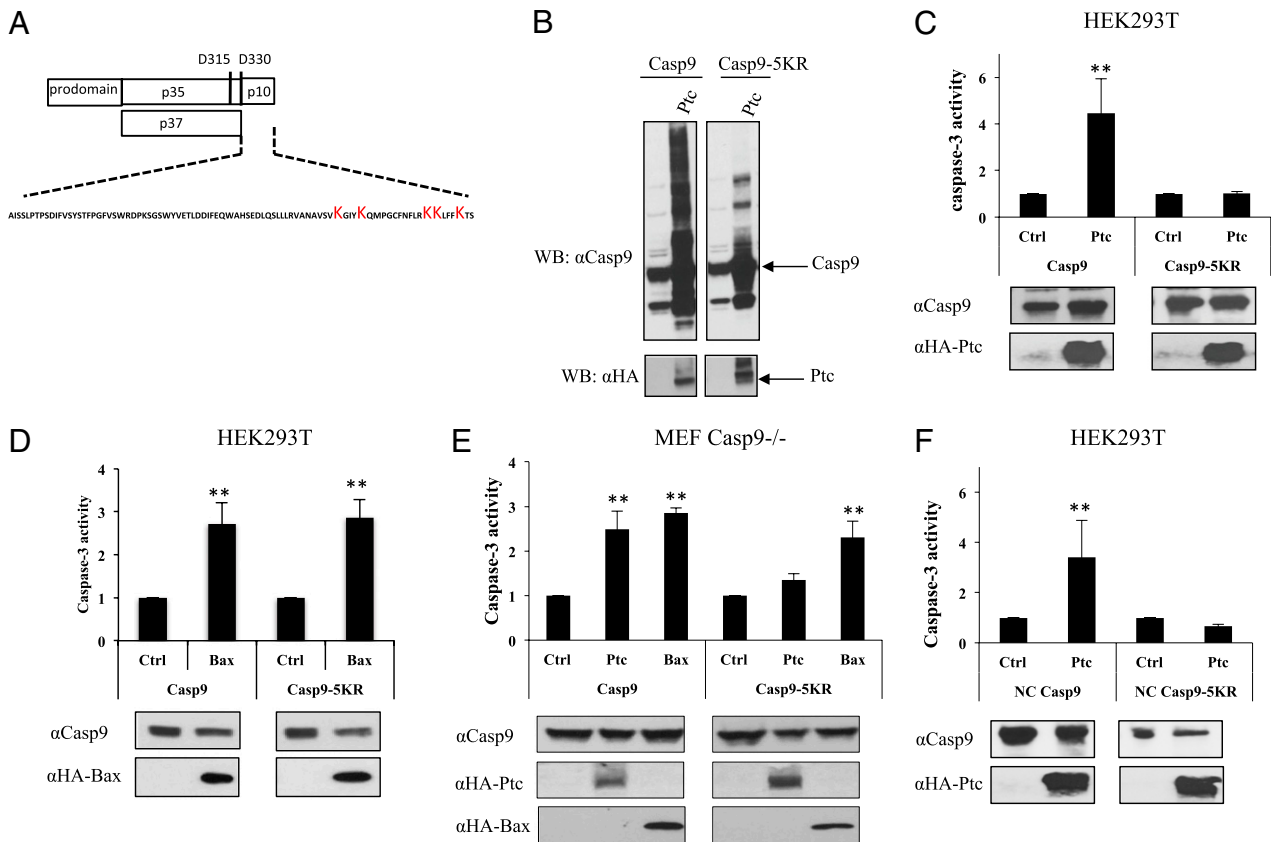 A
D315 D330
prodomain p35 p10
p37
AISSLPTPSDIFVSYSTFPGFVSWRDPKSGSWYVETLDDIFEQWAHSEDLQSLLLRVANAVSVKGIYKQMPGCFNFLRKKLFFKTS
B
Casp9 Casp9-5KR
Ptc Ptc
WB: αCasp9
Casp9
WB: αHA
Ptc
C
HEK293T
caspase-3 activity
6
4
2
0
**
Ctrl Ptc Ctrl Ptc
Casp9 Casp9-5KR
αCasp9
αHA-Ptc
D
HEK293T
Caspase-3 activity
4
3
2
1
0
** **
Ctrl Bax Ctrl Bax
Casp9 Casp9-5KR
αCasp9
αHA-Bax
E
MEF Casp9-/-
Caspase-3 activity
4
3
2
1
0
** ** **
Ctrl Ptc Bax Ctrl Ptc Bax
Casp9 Casp9-5KR
αCasp9
αHA-Ptc
αHA-Bax
F
HEK293T
Caspase-3 activity
6
4
2
0
**
Ctrl Ptc Ctrl Ptc
NC Casp9 NC Casp9-5KR
αCasp9
αHA-Ptc